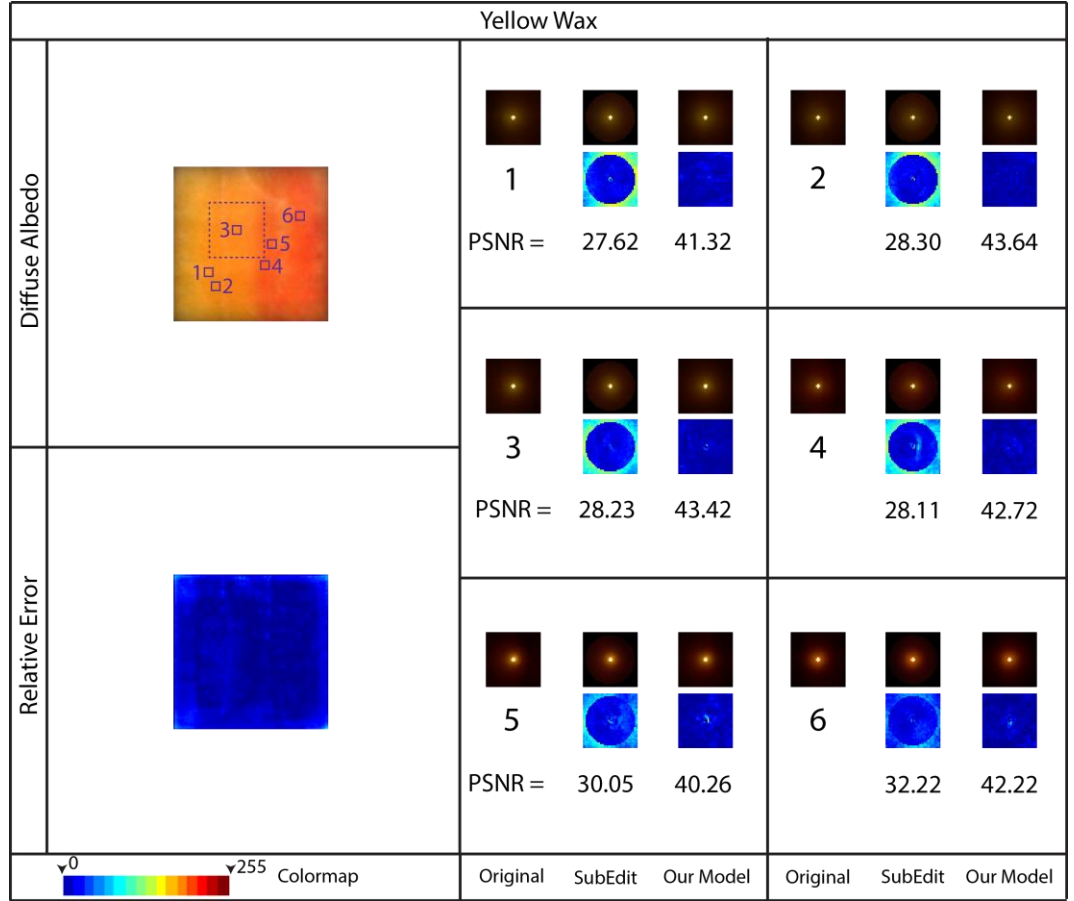 Yellow Wax
Diffuse Albedo
6
3
5
4
1
2
1
2
PSNR = 27.62 41.32
28.30 43.64
3
4
PSNR = 28.23 43.42
28.11 42.72
Relative Error
5
6
PSNR = 30.05 40.26
32.22 42.22
0 255 Colormap
Original SubEdit Our Model Original SubEdit Our Model